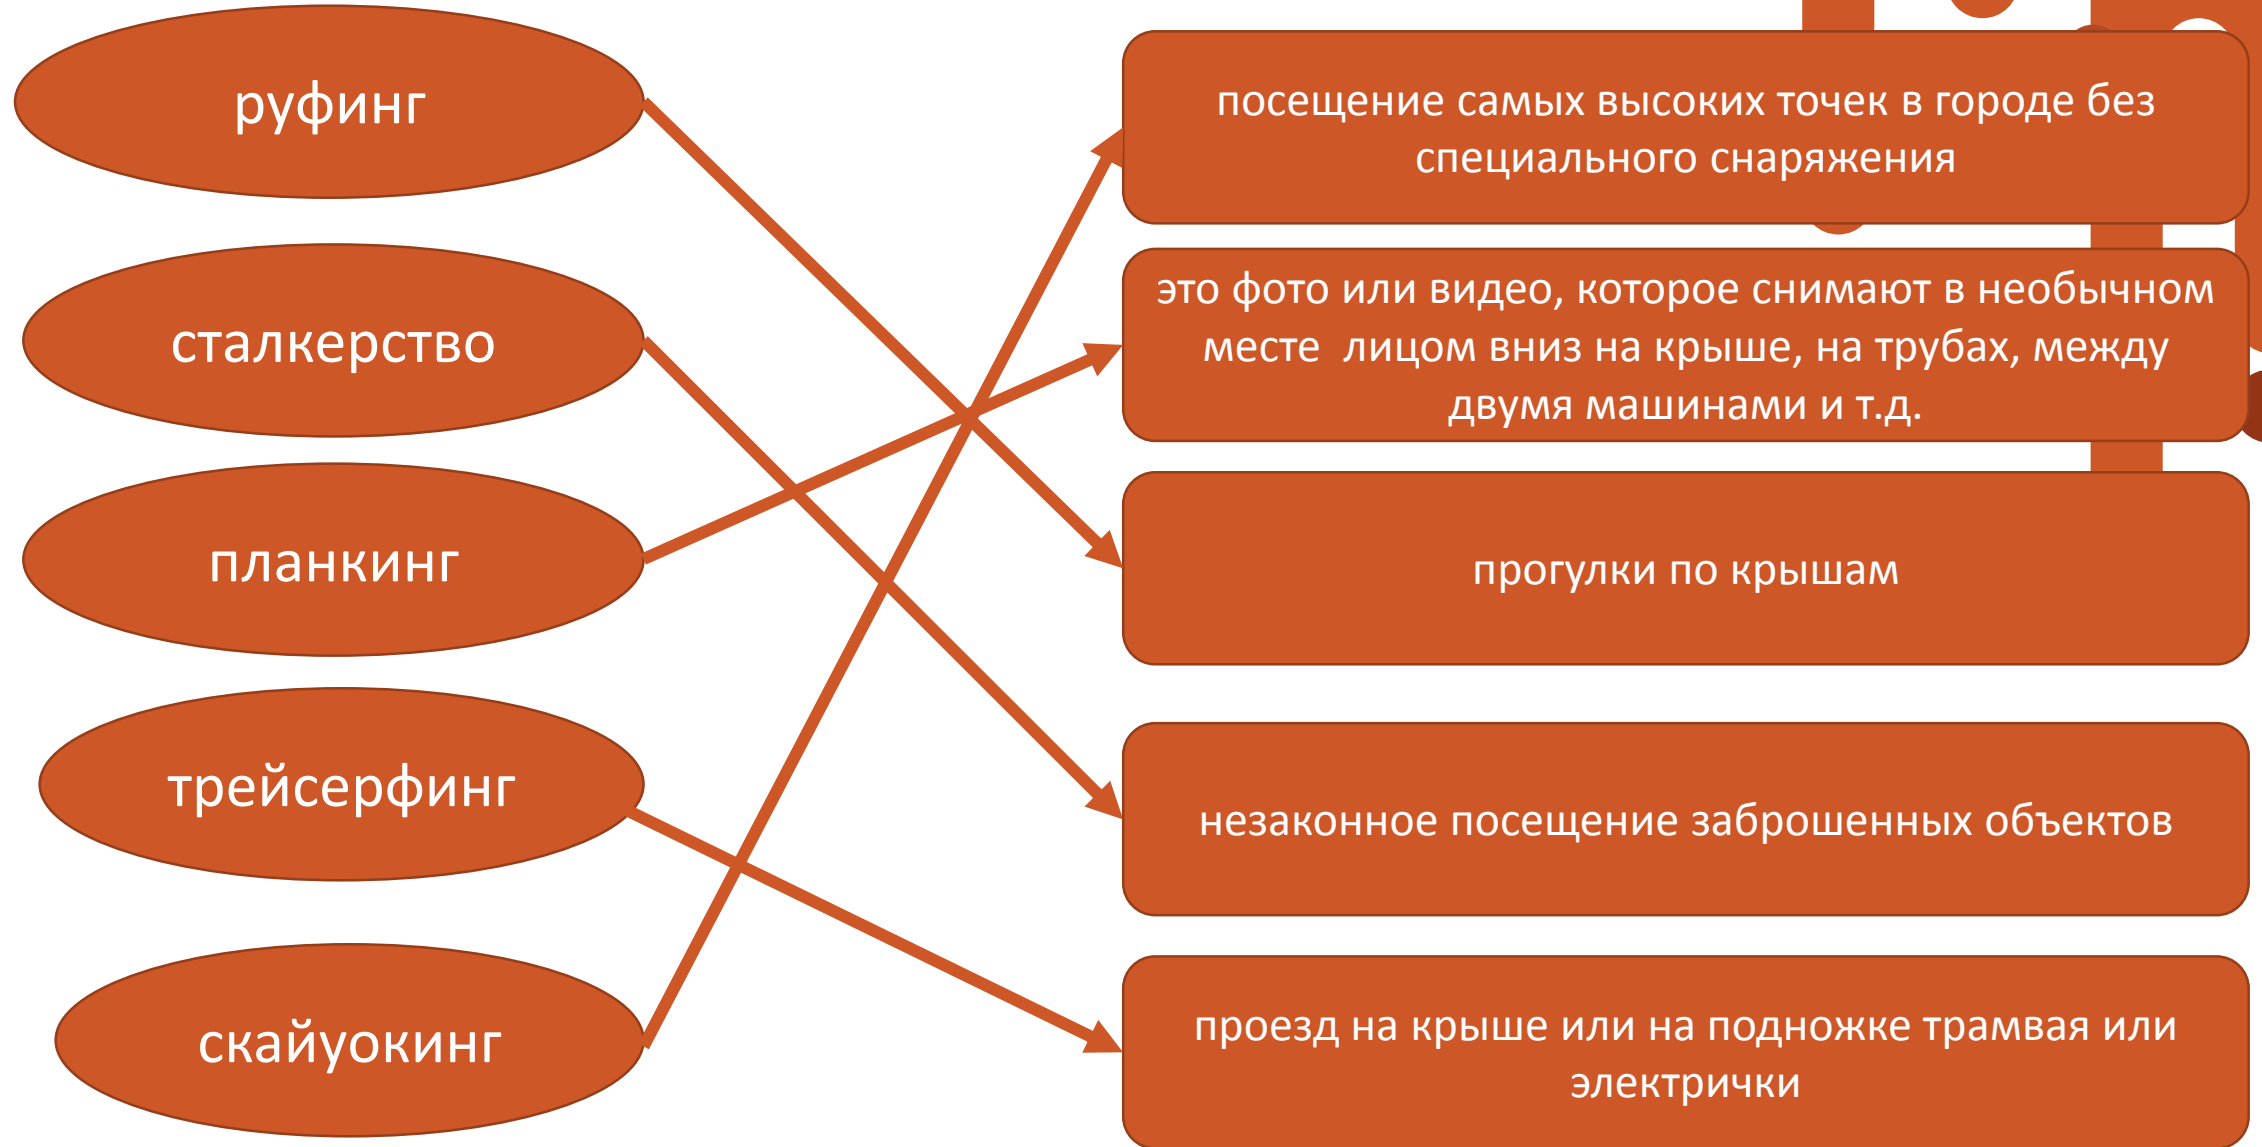 руфинг
сталкерство
планкинг
трейсерфинг
скайуокинг
посещение самых высоких точек в городе без
специального снаряжения
это фото или видео, которое снимают в необычном
месте лицом вниз на крыше, на трубах, между
двумя машинами и т.д.
прогулки по крышам
незаконное посещение заброшенных объектов
проезд на крыше или на подножке трамвая или
электрички